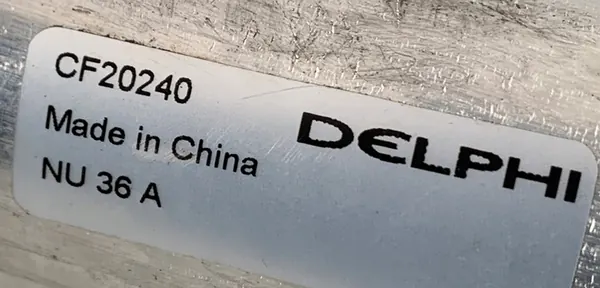 CF20240
Made in China
NU 36 A
DELPHI